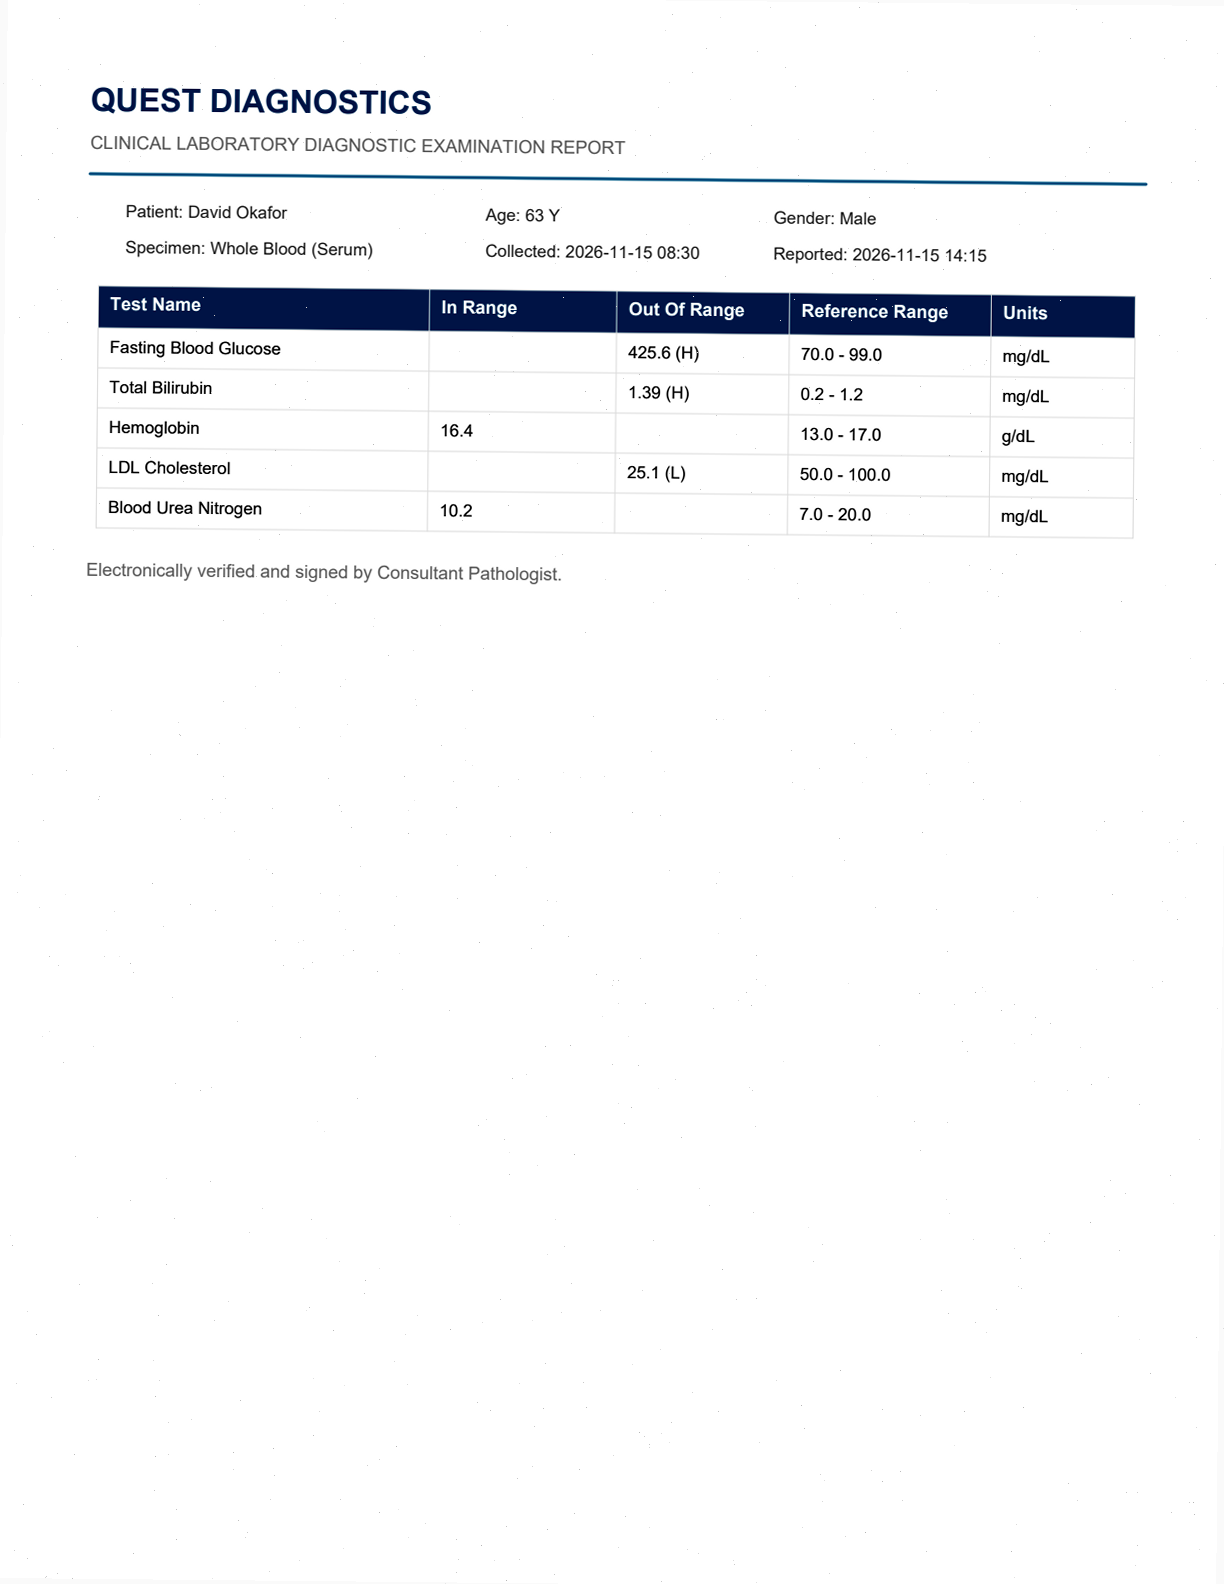 QUEST DIAGNOSTICS
CLINICAL LABORATORY DIAGNOSTIC EXAMINATION REPORT
Patient: David Okafor Age: 63 Y Gender: Male
Specimen: Whole Blood (Serum) Collected: 2026-11-15 08:30 Reported: 2026-11-15 14:15
Test Name In Range Out Of Range Reference Range Units
Fasting Blood Glucose 425.6 (H) 70.0 - 99.0 mg/dL
Total Bilirubin 1.39 (H) 0.2 - 1.2 mg/dL
Hemoglobin 16.4 13.0 - 17.0 g/dL
LDL Cholesterol 25.1 (L) 50.0 - 100.0 mg/dL
Blood Urea Nitrogen 10.2 7.0 - 20.0 mg/dL
Electronically verified and signed by Consultant Pathologist.